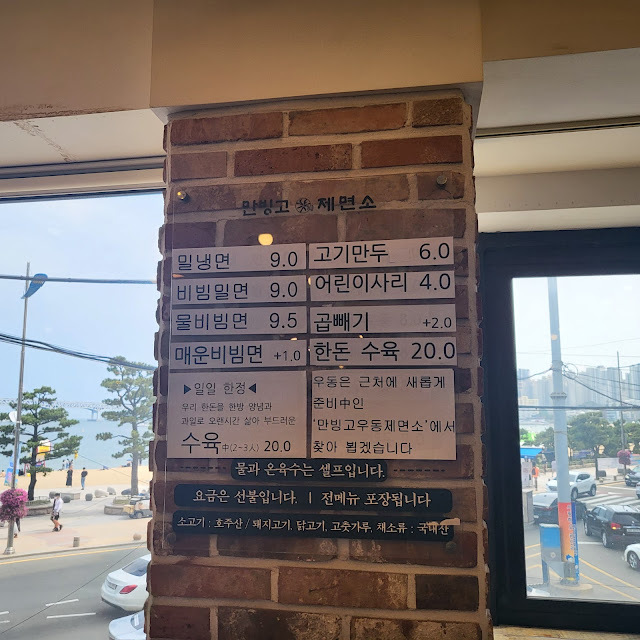 만빙고 제면소
밀냉면 9.0
비빔밀면 9.0
물비빔면 9.5
매운비빔면 +1.0
고기만두 6.0
어린이사리 4.0
곱빼기 +2.0
한돈 수육 20.0
▶일일 한정◀
우리 한돈을 한방 양념과
과일로 오랜시간 삶아 부드러운
수육 中(2~3人) 20.0
우동은 근처에 새롭게
준비中인
'만빙고우동제면소'에서
찾아 뵙겠습니다
물과 온육수는 셀프입니다.
요금은 선불입니다. | 전메뉴 포장됩니다
소고기 : 호주산 / 돼지고기, 닭고기, 고춧가루, 채소류 : 국내산